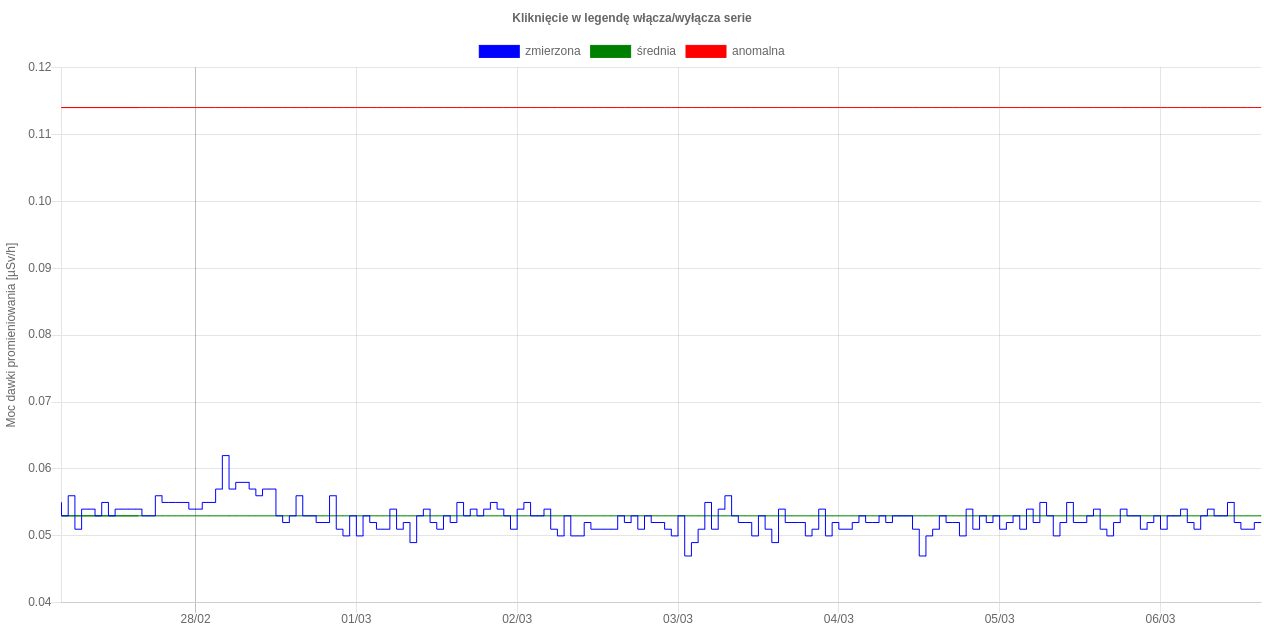 Kliknięcie w legendę włącza/wyłącza serie
zmierzona średnia anomalna
Moc dawki promieniowania [µSv/h]
0.12
0.11
0.10
0.09
0.08
0.07
0.06
0.05
0.04
28/02 01/03 02/03 03/03 04/03 05/03 06/03